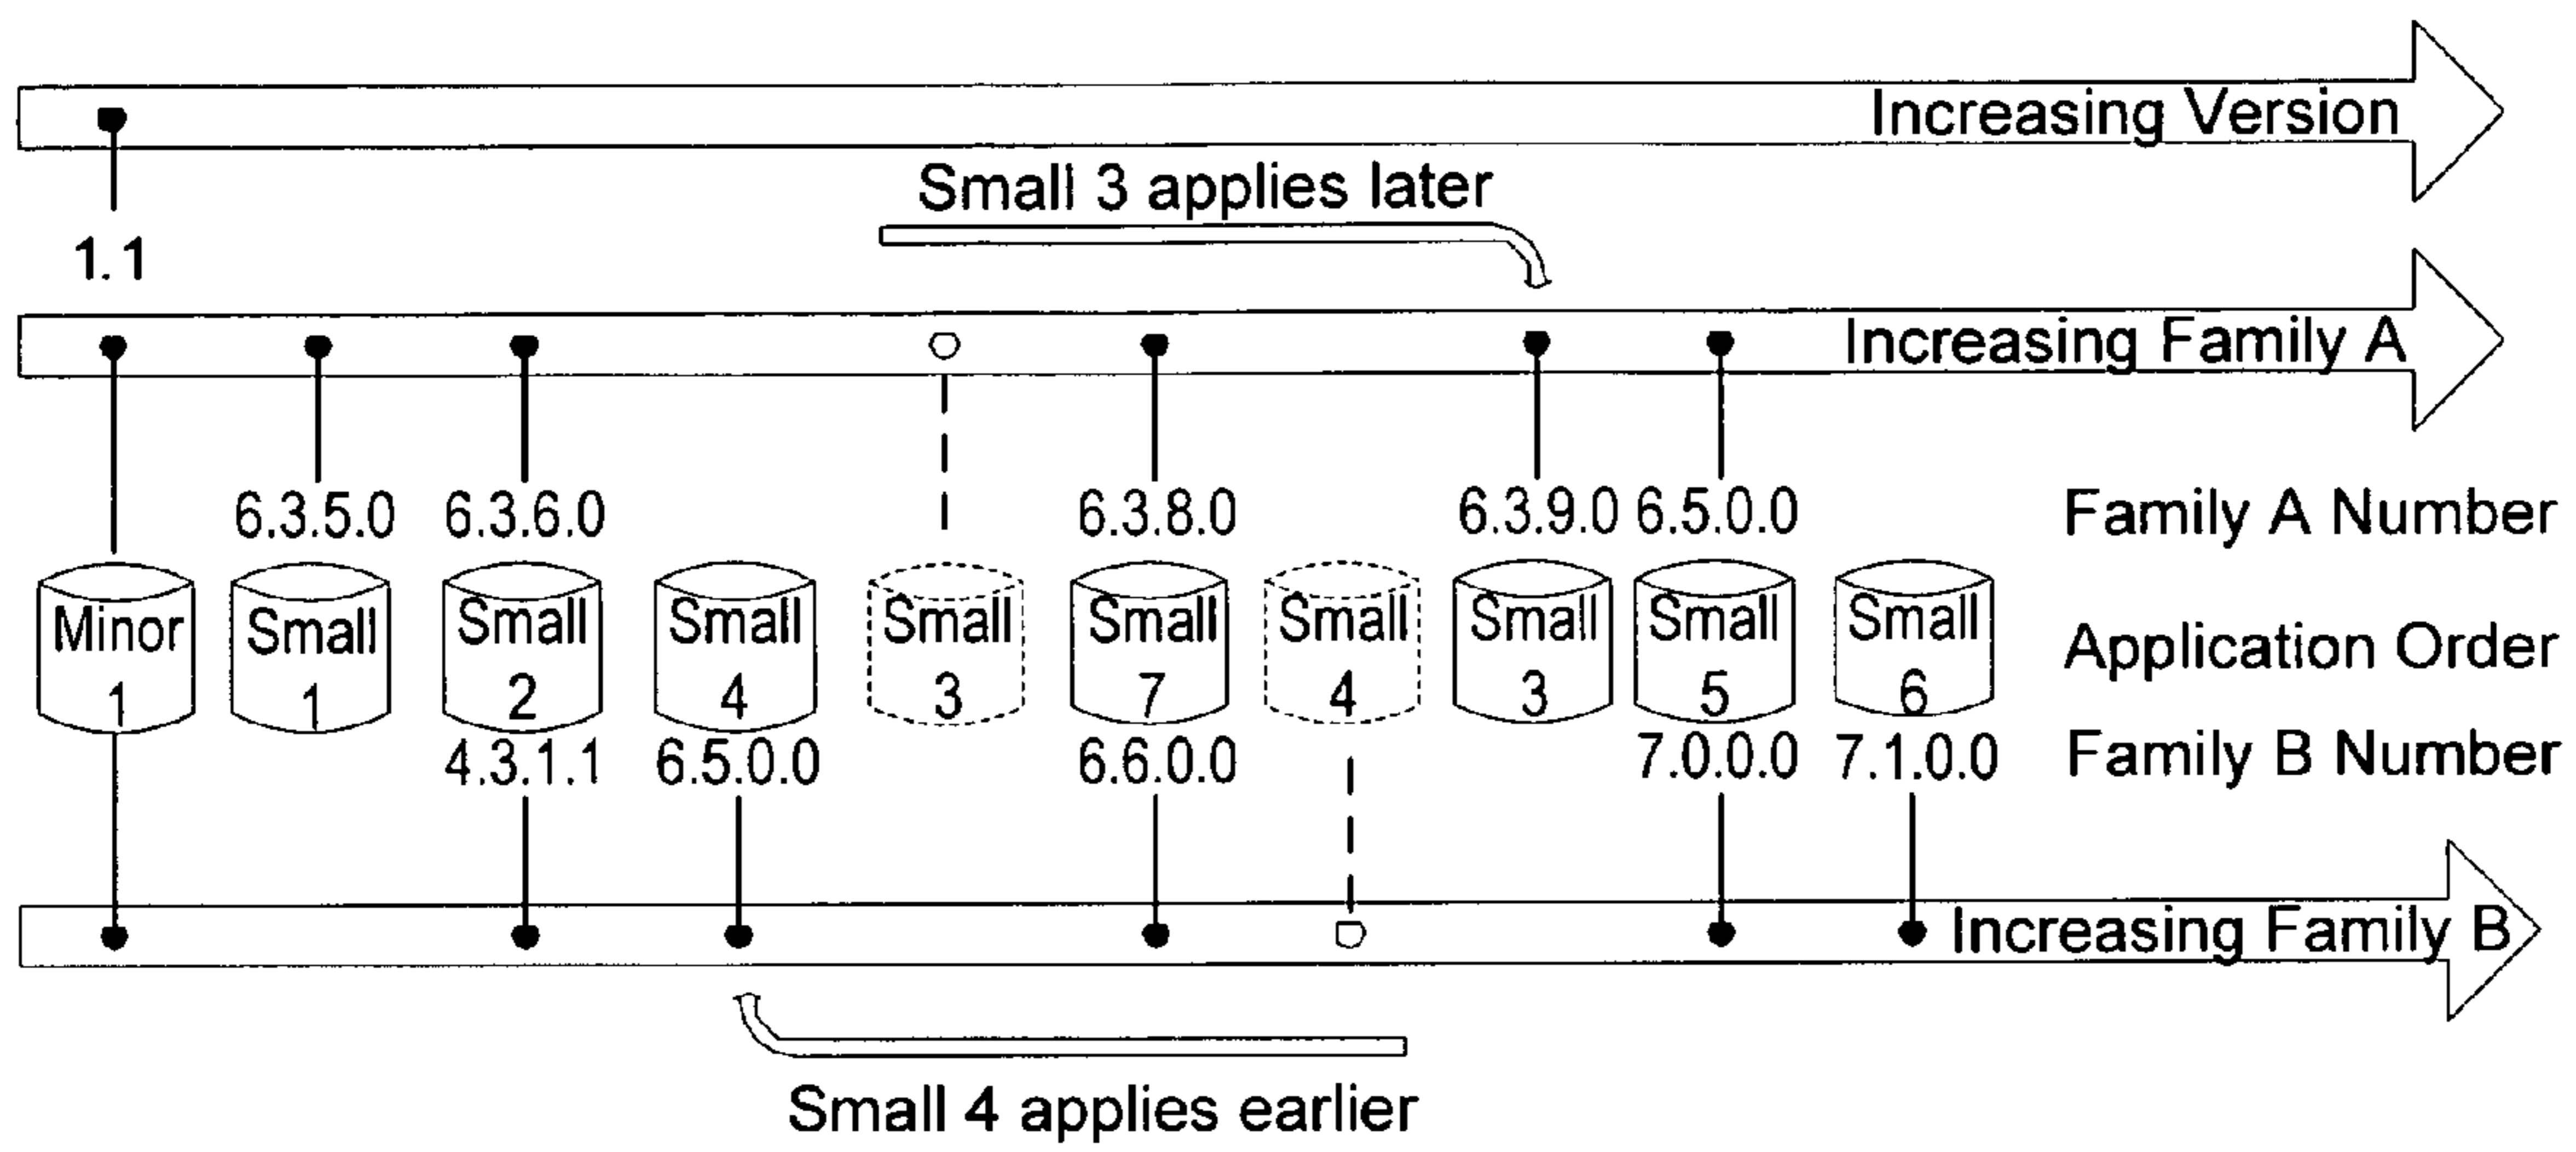 Increasing Version
Small 3 applies later
1.1
Increasing Family A
6.3.5.0 6.3.6.0 6.3.8.0 6.3.9.0 6.5.0.0 Family A Number
Minor 1
Small 1
Small 2
Small 4
Small 3
Small 7
Small 4
Small 3
Small 5
Small 6
Application Order
4.3.1.1 6.5.0.0 6.6.0.0 7.0.0.0 7.1.0.0 Family B Number
Increasing Family B
Small 4 applies earlier